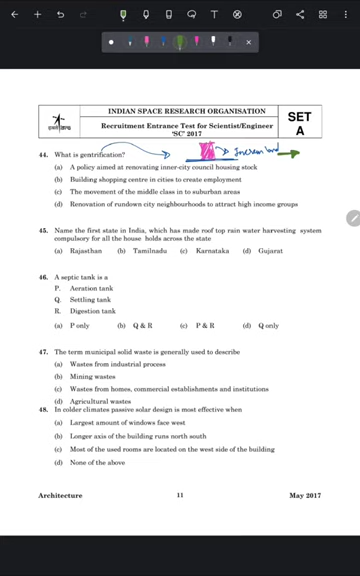 INDIAN SPACE RESEARCH ORGANISATION
Recruitment Entrance Test for Scientist/Engineer
'SC' 2017
SET
A
44. What is gentrification?
(a) A policy aimed at renovating inner-city council housing stock
(b) Building shopping centre in cities to create employment
(c) The movement of the middle class in to suburban areas
(d) Renovation of rundown city neighbourhoods to attract high income groups
45. Name the first state in India, which has made roof top rain water harvesting system
compulsory for all the house holds across the state
(a) Rajasthan (b) Tamilnadu (c) Karnataka (d) Gujarat
46. A septic tank is a
P. Aeration tank
Q. Settling tank
R. Digestion tank
(a) P only (b) Q & R (c) P & R (d) Q only
47. The term municipal solid waste is generally used to describe
(a) Wastes from industrial process
(b) Mining wastes
(c) Wastes from homes, commercial establishments and institutions
(d) Agricultural wastes
48. In colder climates passive solar design is most effective when
(a) Largest amount of windows face west
(b) Longer axis of the building runs north south
(c) Most of the used rooms are located on the west side of the building
(d) None of the above
Architecture 11 May 2017